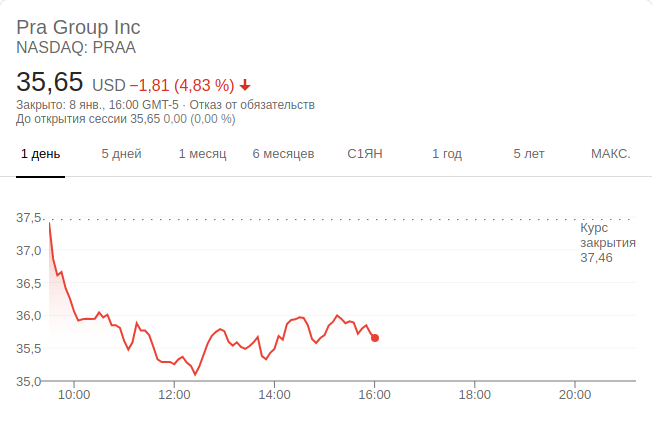 Pra Group Inc
NASDAQ: PRAA
35,65 USD −1,81 (4,83 %)
Закрыто: 8 янв., 16:00 GMT-5 · Отказ от обязательств
До открытия сессии 35,65 0,00 (0,00 %)
1 день 5 дней 1 месяц 6 месяцев С1ЯН 1 год 5 лет МАКС.
37,5
Курс
закрытия
37,46
37,0
36,5
36,0
35,5
35,0
10:00 12:00 14:00 16:00 18:00 20:00